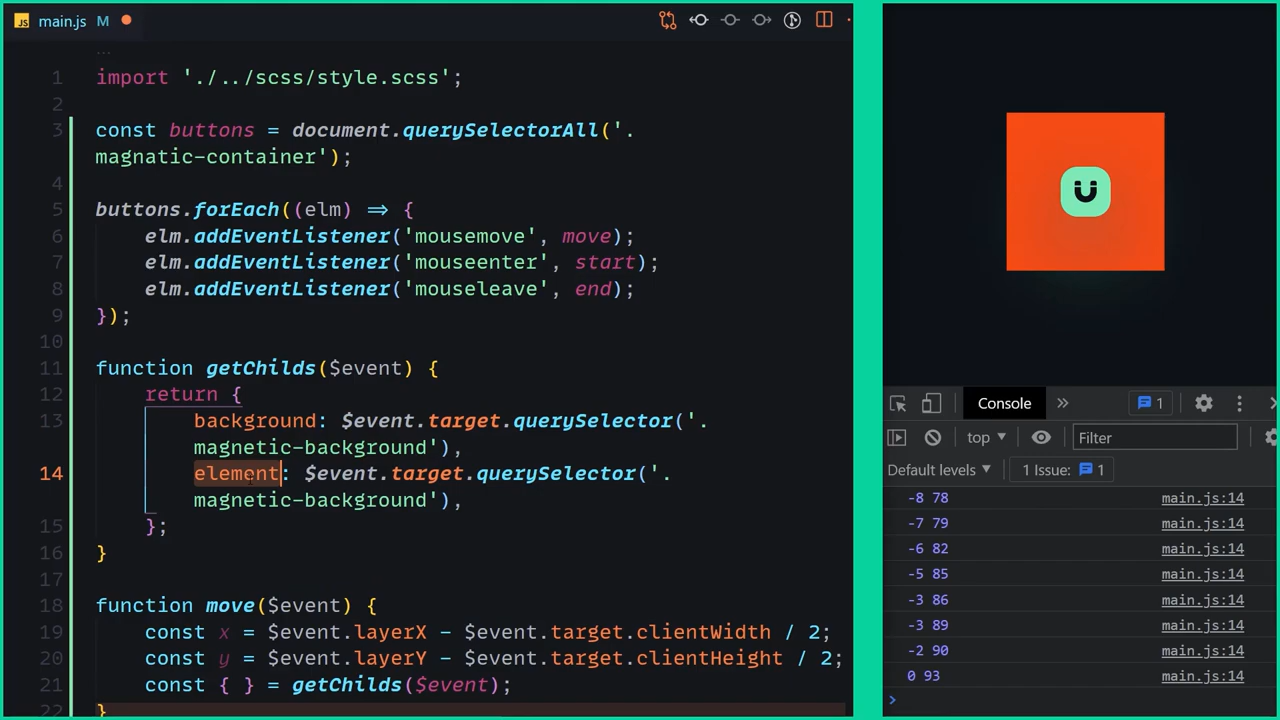 main.js M
1 import './../scss/style.scss';
2
3 const buttons = document.querySelectorAll('.
magnatic-container');
4
5 buttons.forEach((elm) ⇒ {
6 elm.addEventListener('mousemove', move);
7 elm.addEventListener('mouseenter', start);
8 elm.addEventListener('mouseleave', end);
9 });
10
11 function getChilds($event) {
12 return {
13 background: $event.target.querySelector('.
magnetic-background'),
14 element: $event.target.querySelector('.
magnetic-background'),
15 };
16 }
17
18 function move($event) {
19 const x = $event.layerX - $event.target.clientWidth / 2;
20 const y = $event.layerY - $event.target.clientHeight / 2;
21 const { } = getChilds($event);
22 }
Console » 1
top Filter
Default levels 1 Issue: 1
-8 78 main.js:14
-7 79 main.js:14
-6 82 main.js:14
-5 85 main.js:14
-3 86 main.js:14
-3 89 main.js:14
-2 90 main.js:14
0 93 main.js:14